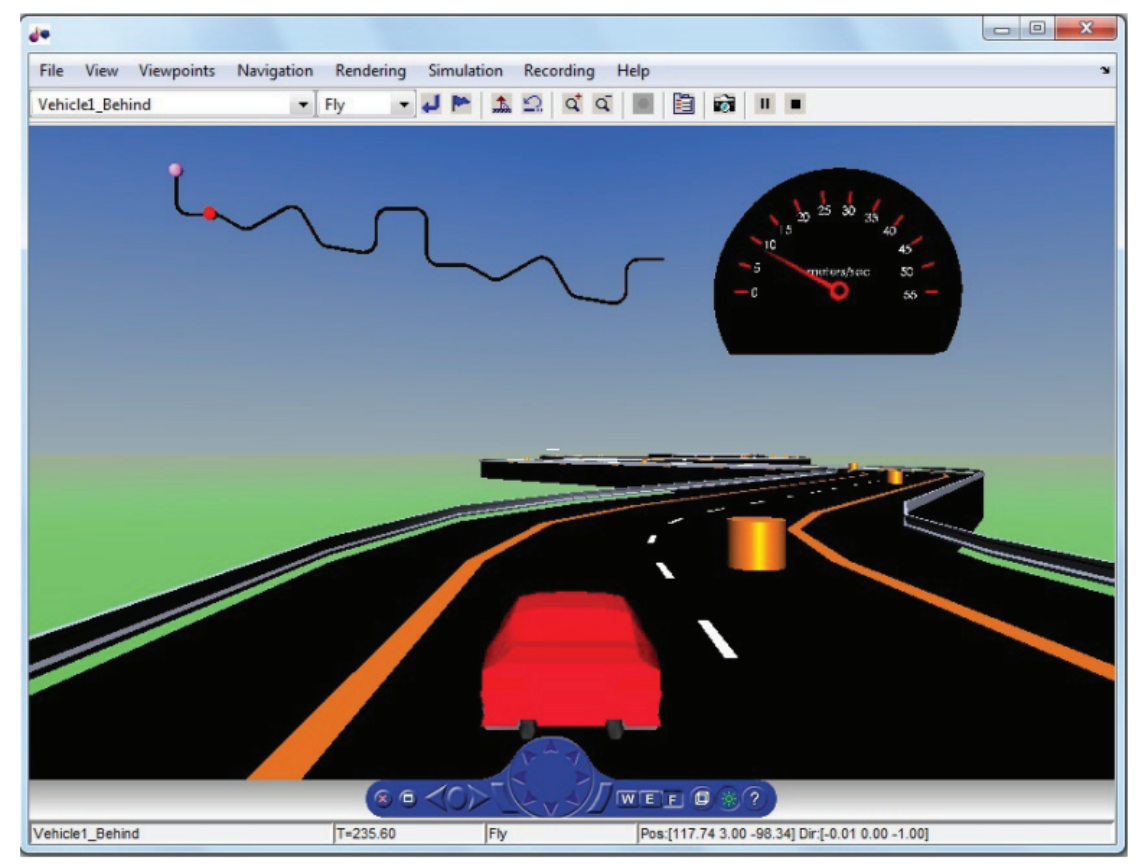 File View Viewpoints Navigation Rendering Simulation Recording Help
Vehicle1_Behind Fly
0 5 10 15 20 25 30 35 40 45 50 55
meters/sec
W E F ?
Vehicle1_Behind T=235.60 Fly Pos:[117.74 3.00 -98.34] Dir:[-0.01 0.00 -1.00]